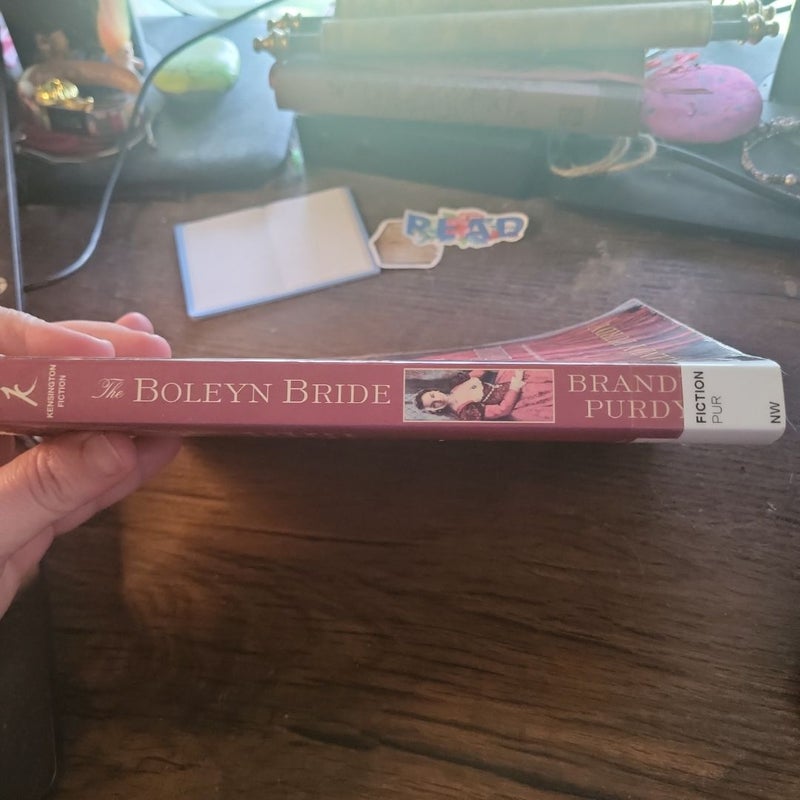 READ
KENSINGTON
FICTION
The BOLEYN BRIDE
BRAND
PURDY
FICTION
PUR
NW